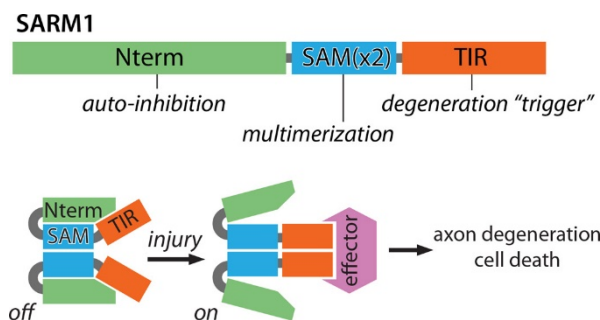 SARM1
Nterm SAM(x2) TIR
auto-inhibition
multimerization
degeneration "trigger"
Nterm
SAM
TIR
off
injury
on
effector
axon degeneration
cell death